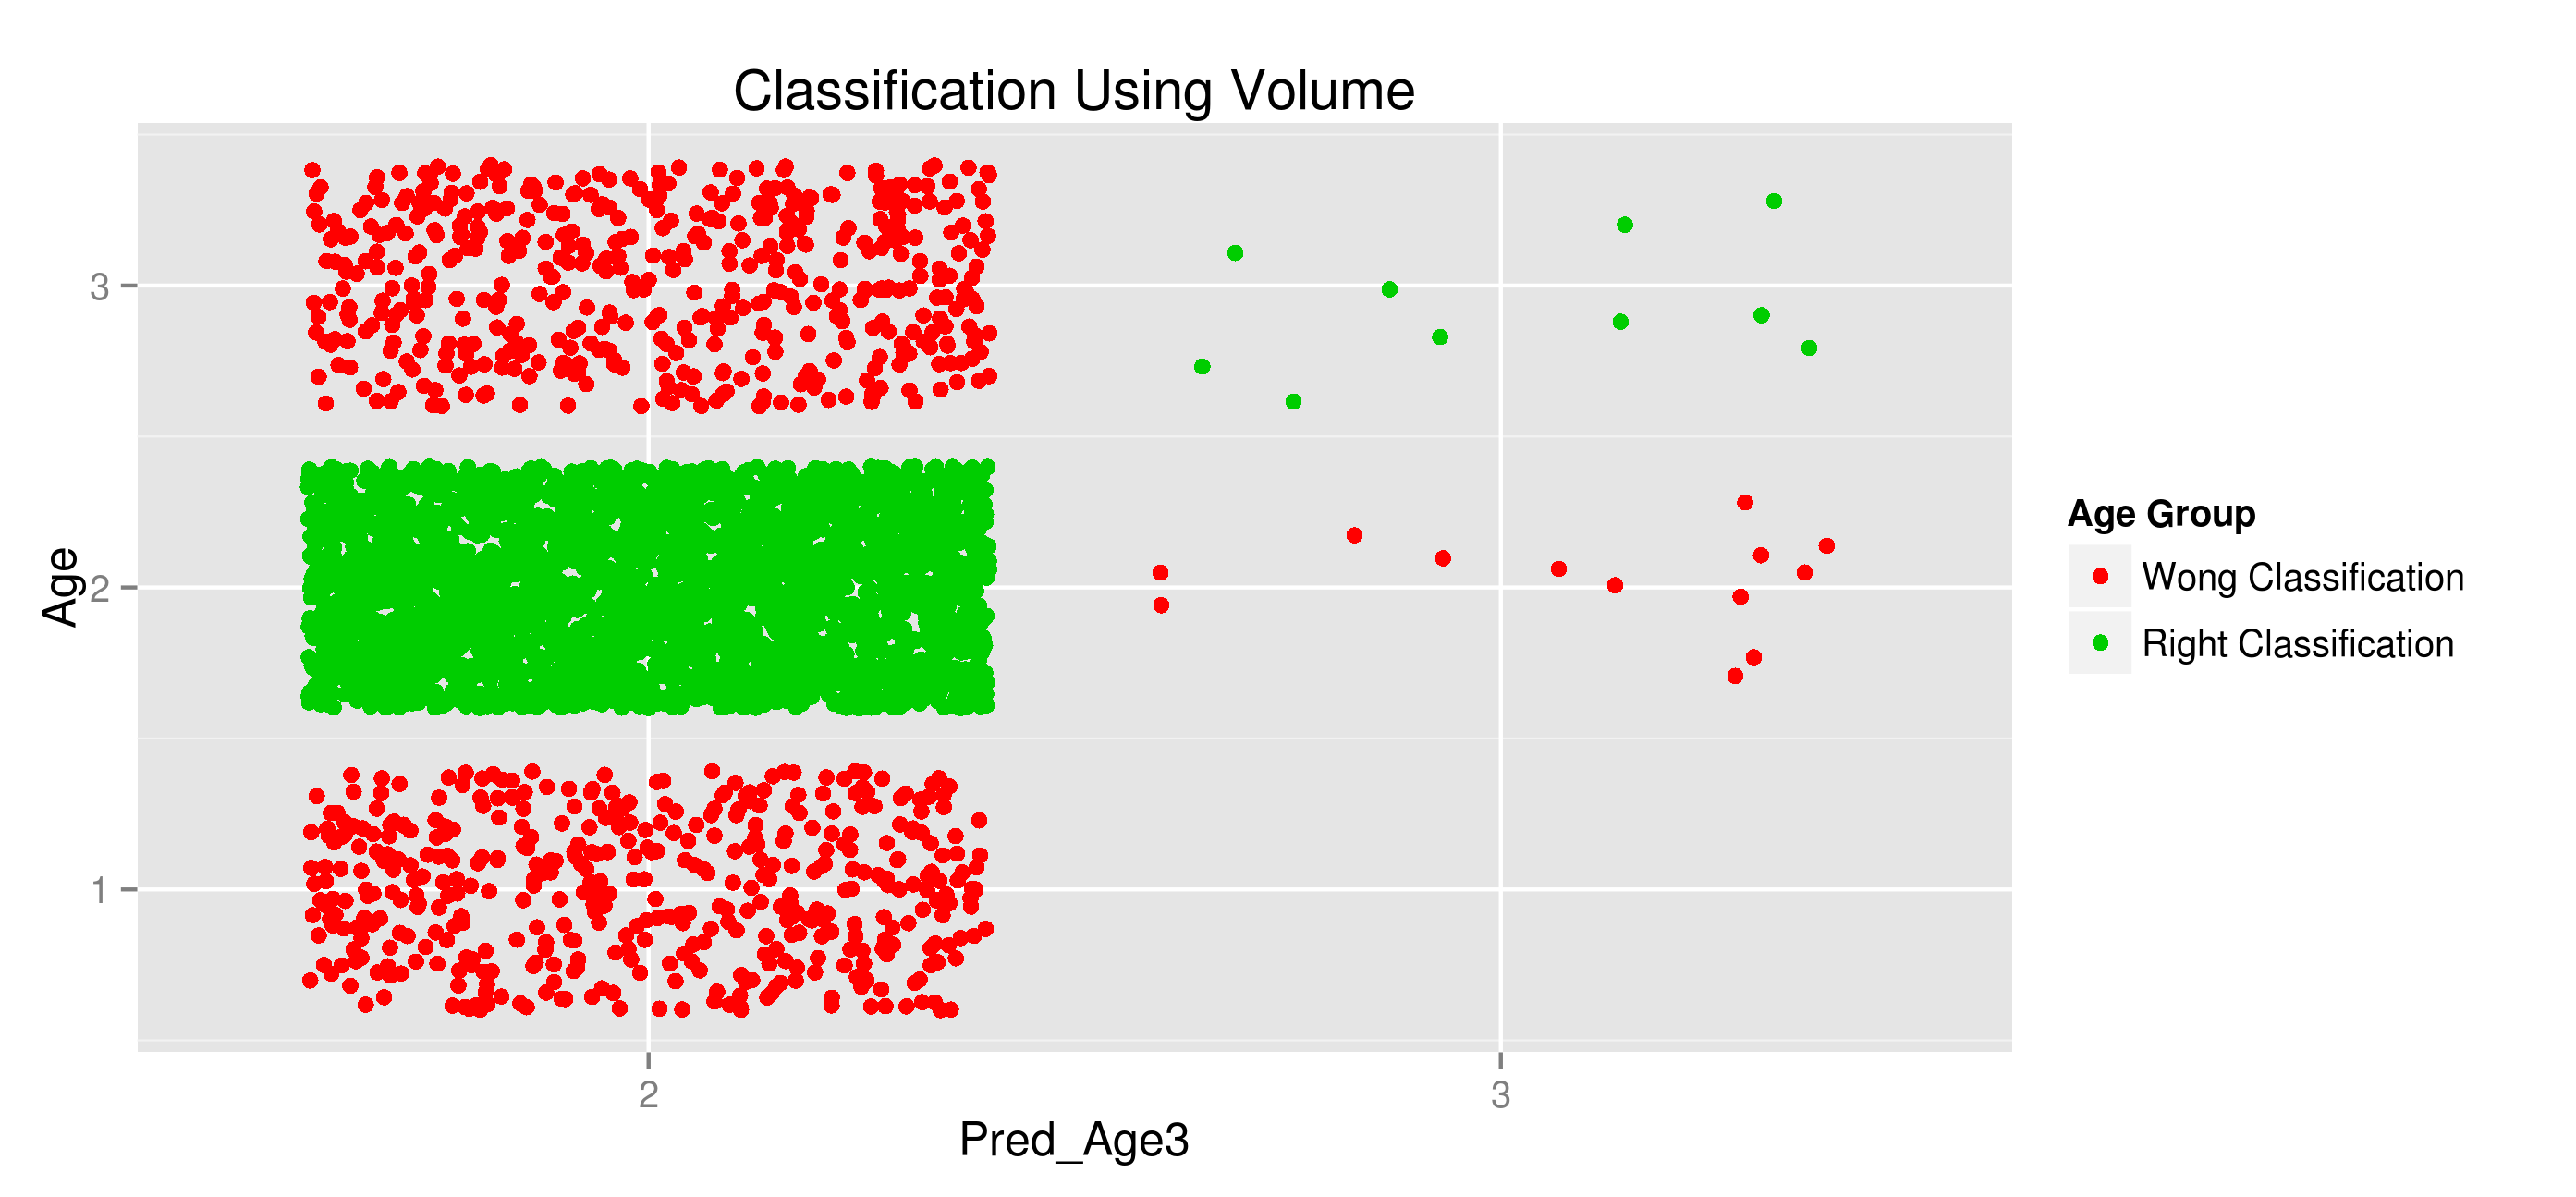 Classification Using Volume
3
2
1
Age
2
3
Pred_Age3
Age Group
Wong Classification
Right Classification